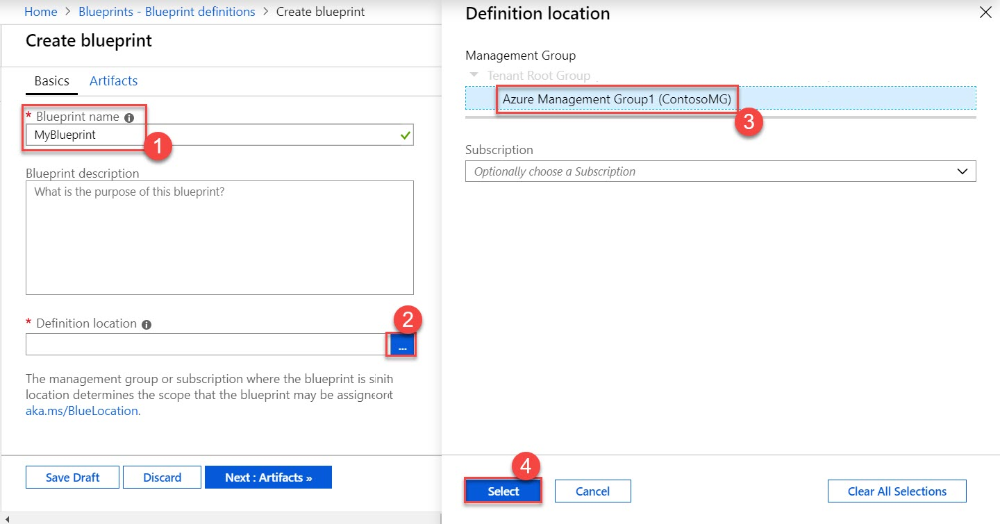 Home > Blueprints - Blueprint definitions > Create blueprint
Create blueprint
Basics Artifacts
* Blueprint name
MyBlueprint
1
Blueprint description
What is the purpose of this blueprint?
* Definition location
2
...
The management group or subscription where the blueprint is sinith
location determines the scope that the blueprint may be assigneort
aka.ms/BlueLocation.
Save Draft Discard Next : Artifacts »
Definition location
Management Group
Tenant Root Group
Azure Management Group1 (ContosoMG)
3
Subscription
Optionally choose a Subscription
4
Select Cancel Clear All Selections